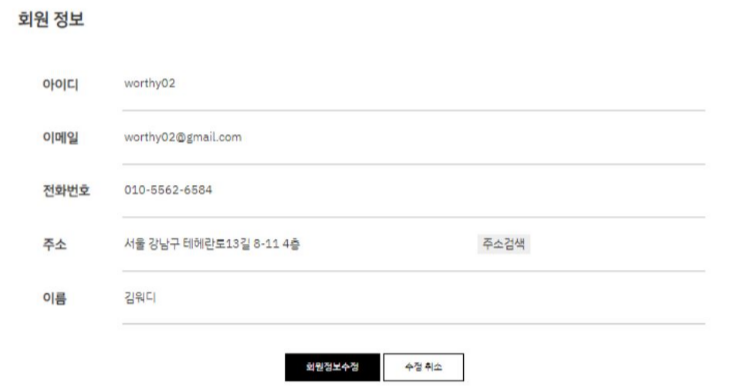 회원 정보
아이디 worthy02
이메일 worthy02@gmail.com
전화번호 010-5562-6584
주소 서울 강남구 테헤란로13길 8-11 4층 주소검색
이름 김워디
회원정보수정 수정 취소